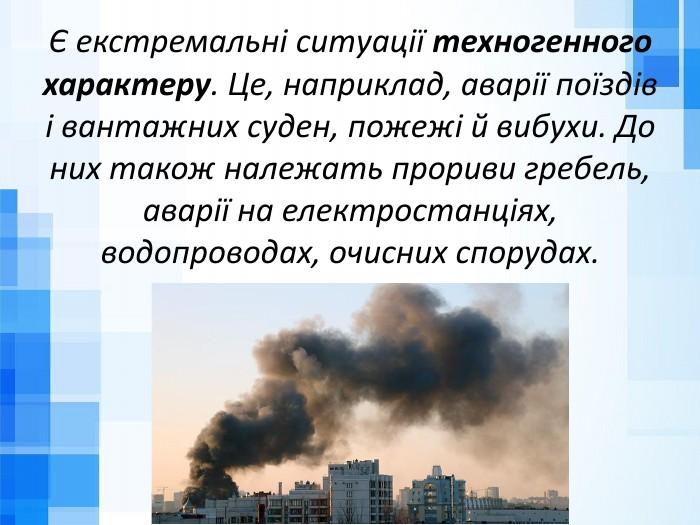 Є екстремальні ситуації техногенного
характеру. Це, наприклад, аварії поїздів
і вантажних суден, пожежі й вибухи. До
них також належать прориви гребель,
аварії на електростанціях,
водопроводах, очисних спорудах.